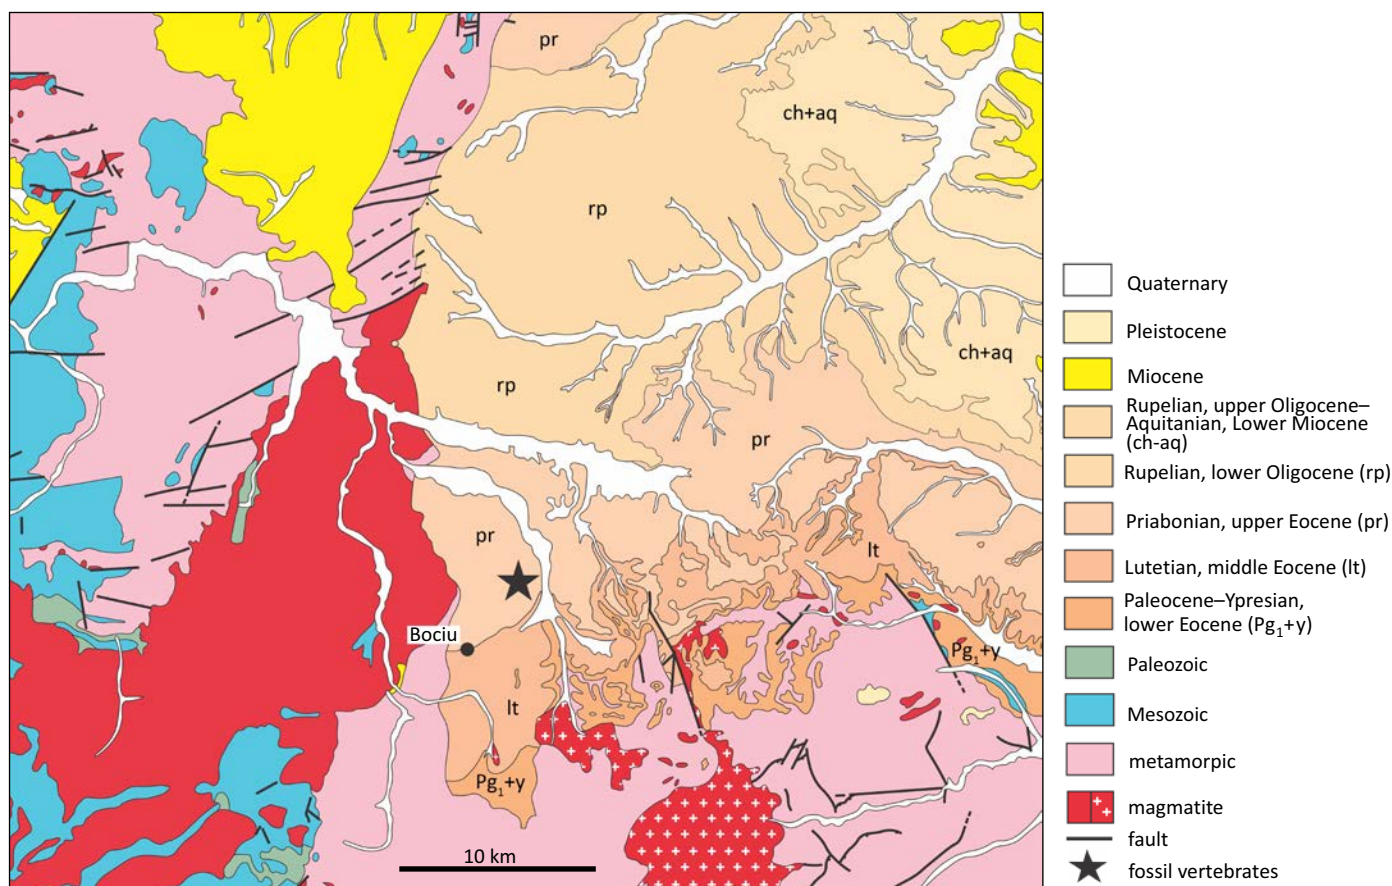 pr
ch+aq
rp
ch+aq
rp
pr
pr
lt
Bociu
Pg1+y
lt
Pg1+y
10 km
Quaternary
Pleistocene
Miocene
Rupelian, upper Oligocene–
Aquitanian, Lower Miocene
(ch-aq)
Rupelian, lower Oligocene (rp)
Priabonian, upper Eocene (pr)
Lutetian, middle Eocene (lt)
Paleocene–Ypresian,
lower Eocene (Pg1+y)
Paleozoic
Mesozoic
metamorpic
magmatite
fault
fossil vertebrates